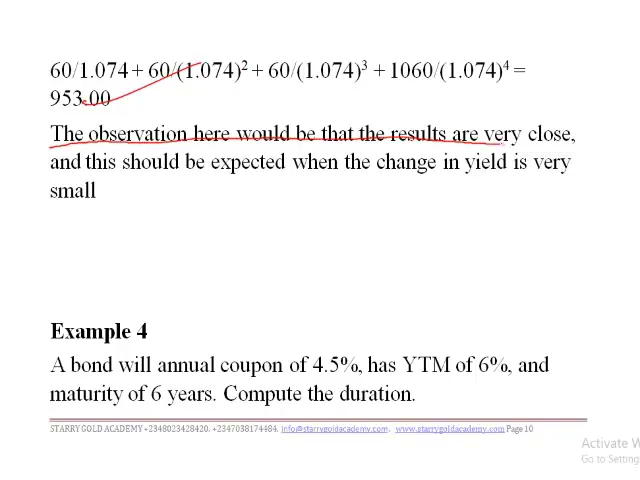 60/1.074 + 60/(1.074)² + 60/(1.074)³ + 1060/(1.074)⁴ =
953.00
The observation here would be that the results are very close,
and this should be expected when the change in yield is very
small
Example 4
A bond will annual coupon of 4.5%, has YTM of 6%, and
maturity of 6 years. Compute the duration.
STARRY GOLD ACADEMY +2348023428420, +2347038174484, info@starrygoldacademy.com, www.starrygoldacademy.com Page 10
Activate W
Go to Setting